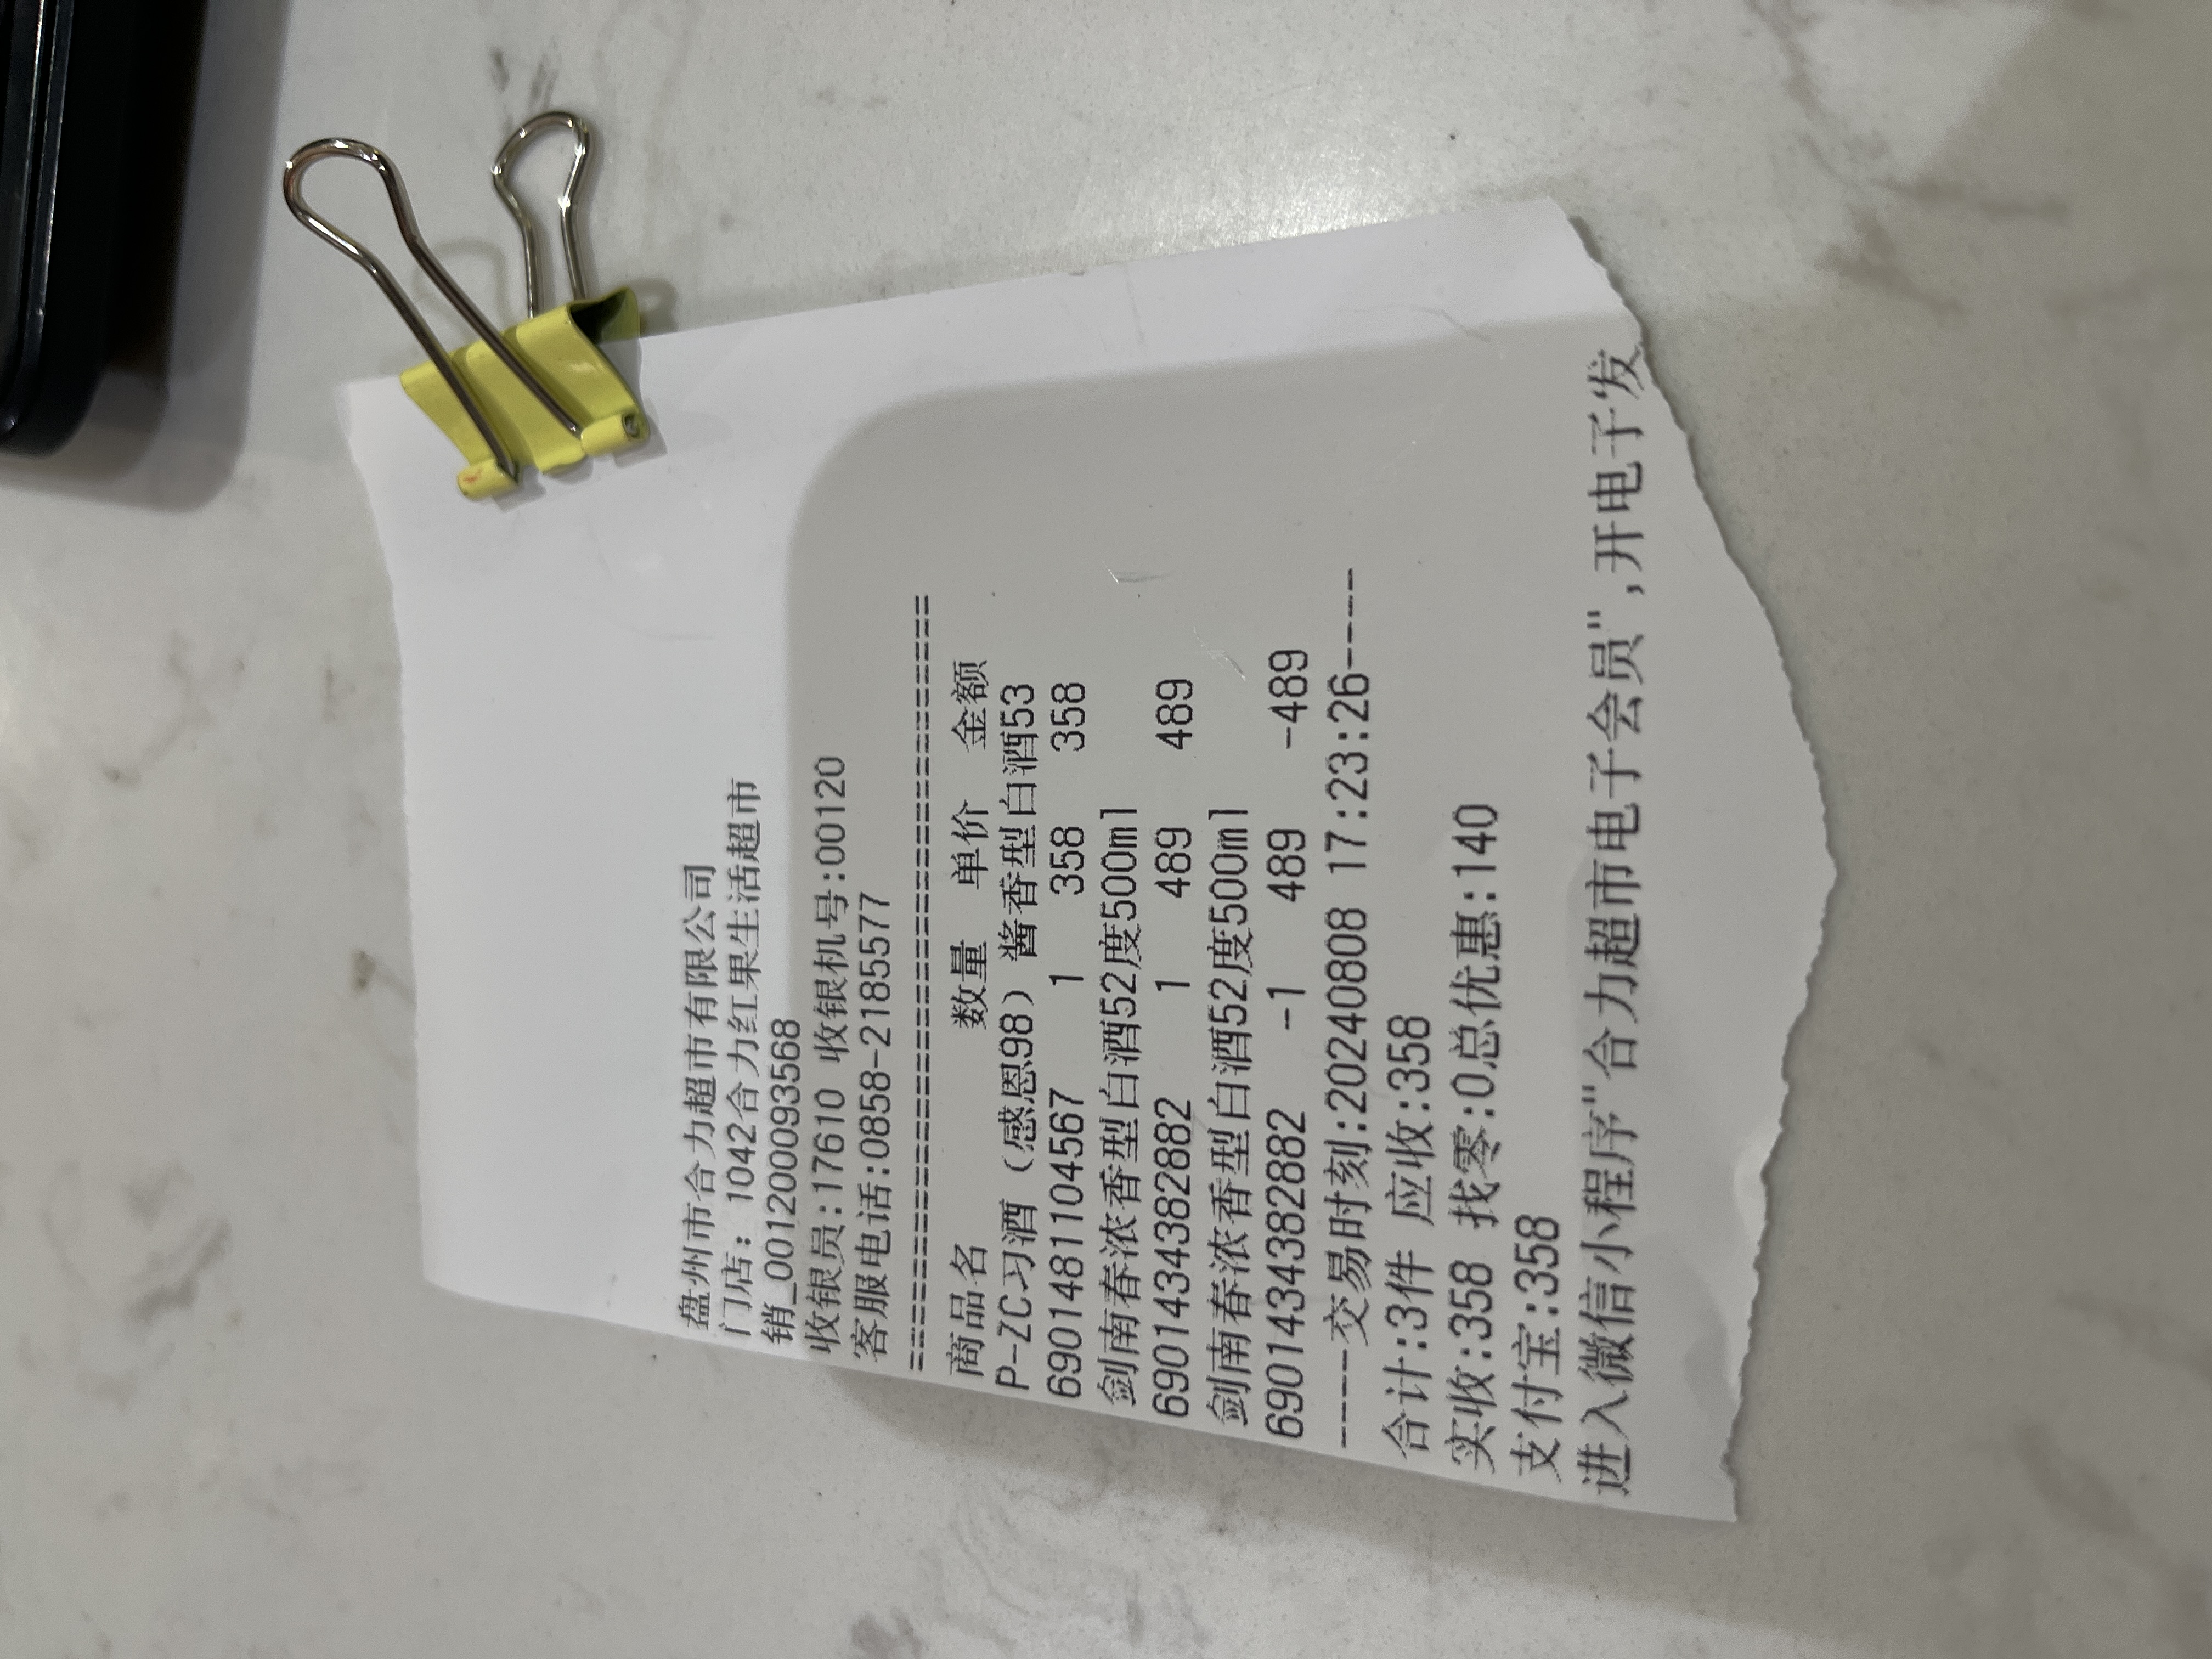 盘州市合力超市有限公司
门店: 1042合力红果生活超市
销_0012000093568
收银员:17610 收银机号:00120
客服电话:0858-2185577
================================
商品名 数量 单价 金额
P-ZC习酒（感恩98）酱香型白酒53
6901481104567 1 358 358
剑南春浓香型白酒52度500ml
6901434382882 1 489 489
剑南春浓香型白酒52度500ml
6901434382882 -1 489 -489
-----交易时刻:20240808 17:23:26-----
合计:3件 应收:358
实收:358 找零:0总优惠:140
支付宝:358
进入微信小程序"合力超市电子会员",开电子发